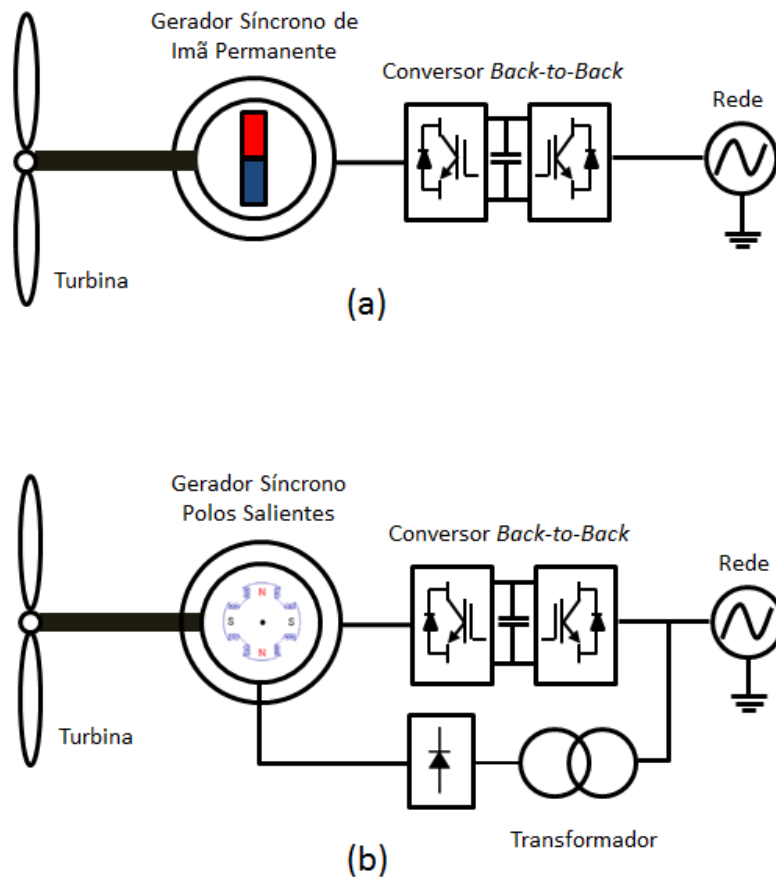 Gerador Síncrono de
Imã Permanente
Conversor Back-to-Back
Rede
Turbina
(a)
Gerador Síncrono
Polos Salientes
Conversor Back-to-Back
Rede
N
S
S
N
Turbina
Transformador
(b)